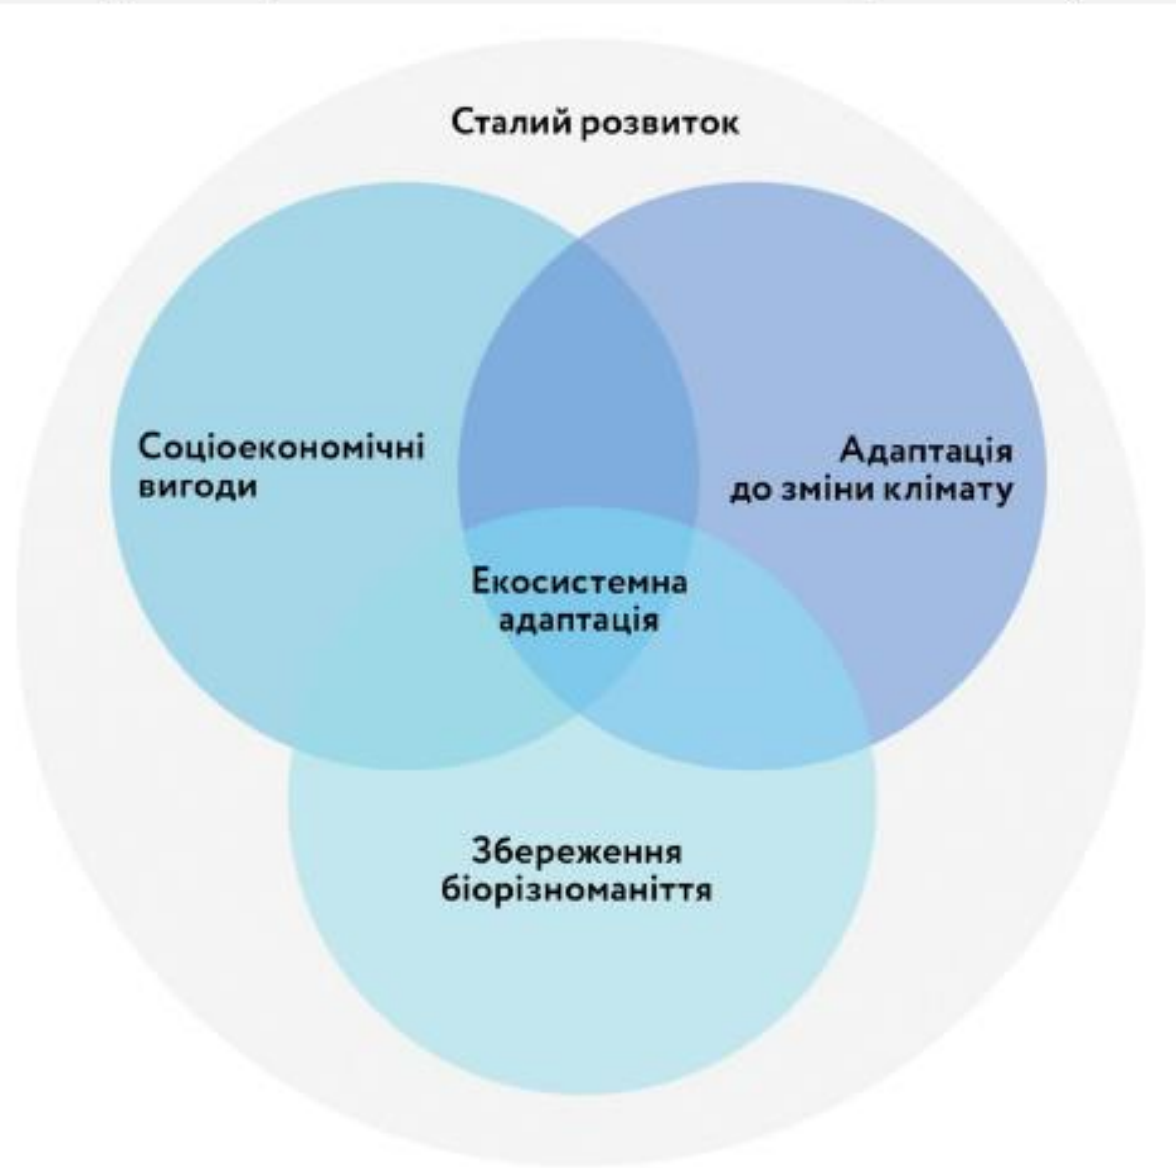 Сталий розвиток
Соціоекономічні
вигоди
Адаптація
до зміни клімату
Екосистемна
адаптація
Збереження
біорізноманіття